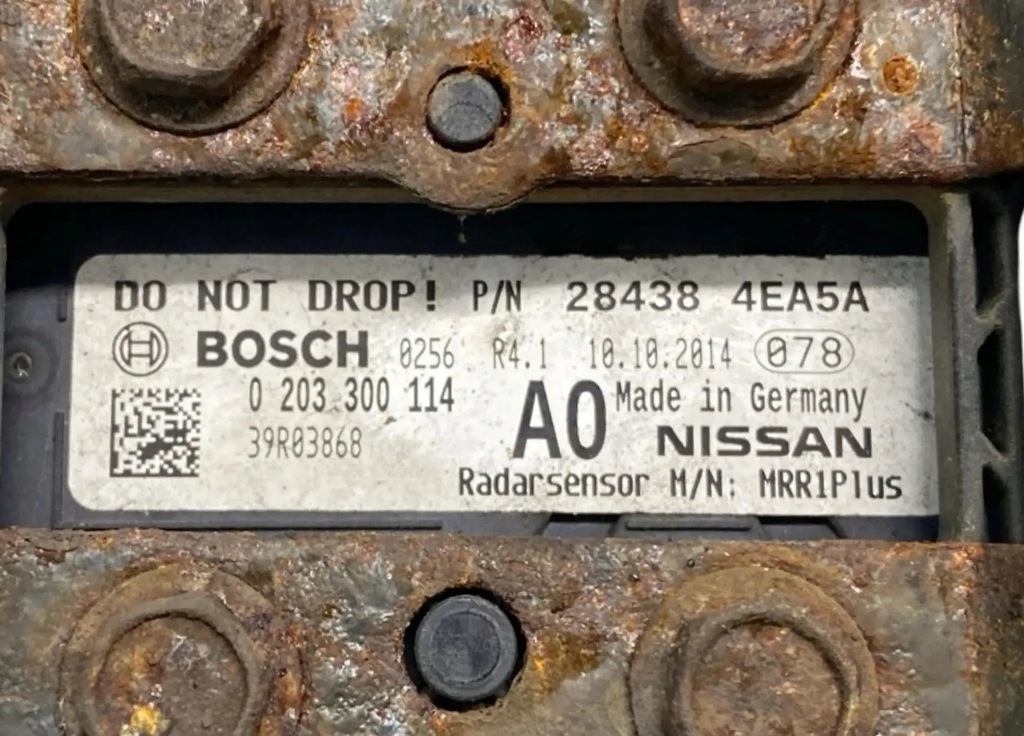 DO NOT DROP! P/N 28438 4EA5A
BOSCH 0256 R4.1 10.10.2014 078
0 203 300 114 A0 Made in Germany
39R03868 NISSAN
Radarsensor M/N: MRR1Plus